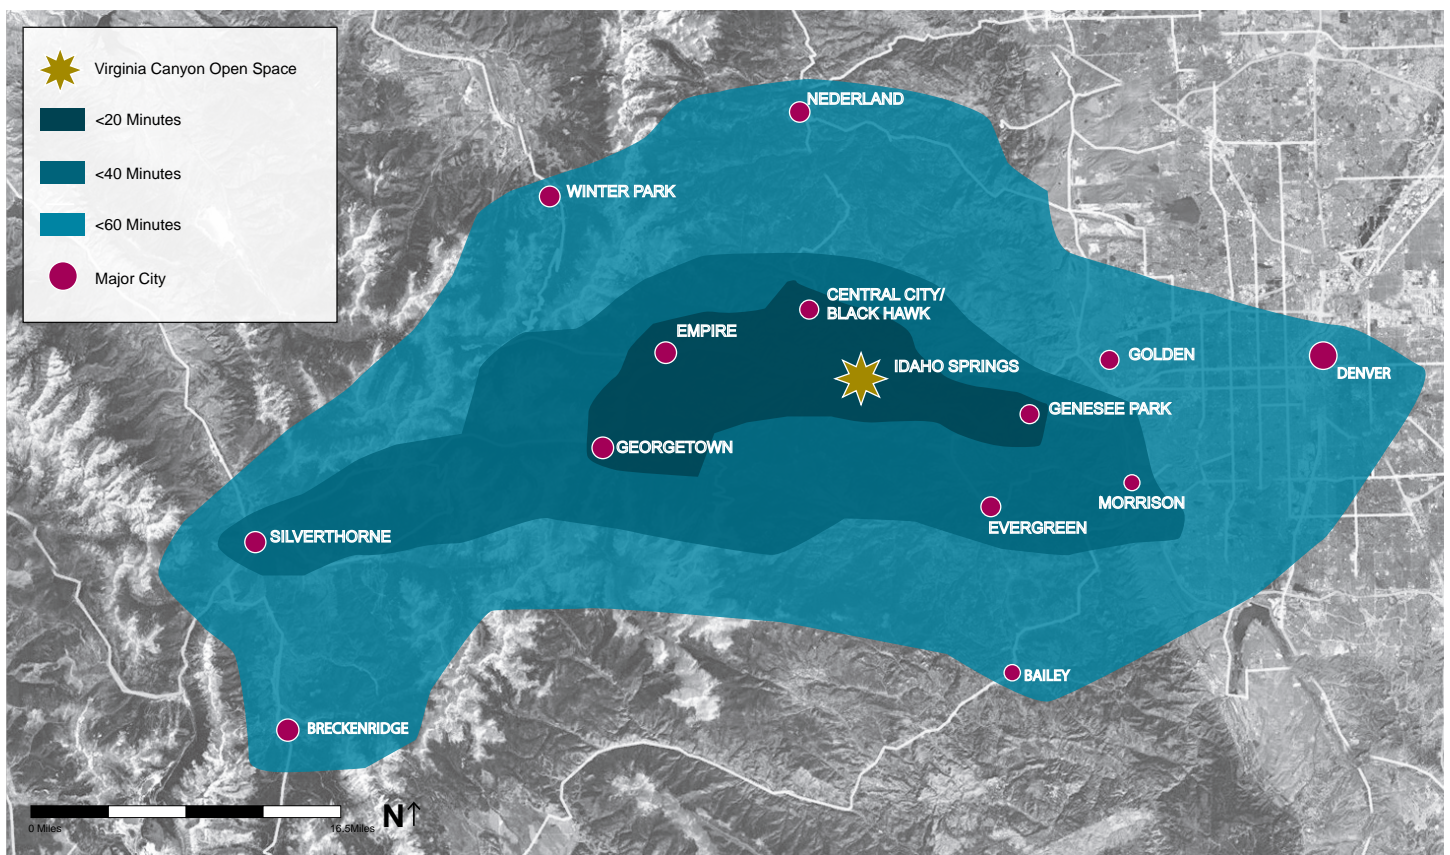 Virginia Canyon Open Space
<20 Minutes
<40 Minutes
<60 Minutes
Major City
NEDERLAND
WINTER PARK
CENTRAL CITY/
BLACK HAWK
EMPIRE
IDAHO SPRINGS
GOLDEN
DENVER
GENESEE PARK
GEORGETOWN
MORRISON
EVERGREEN
SILVERTHORNE
BAILEY
BRECKENRIDGE
0 Miles
16.5Miles
N↑